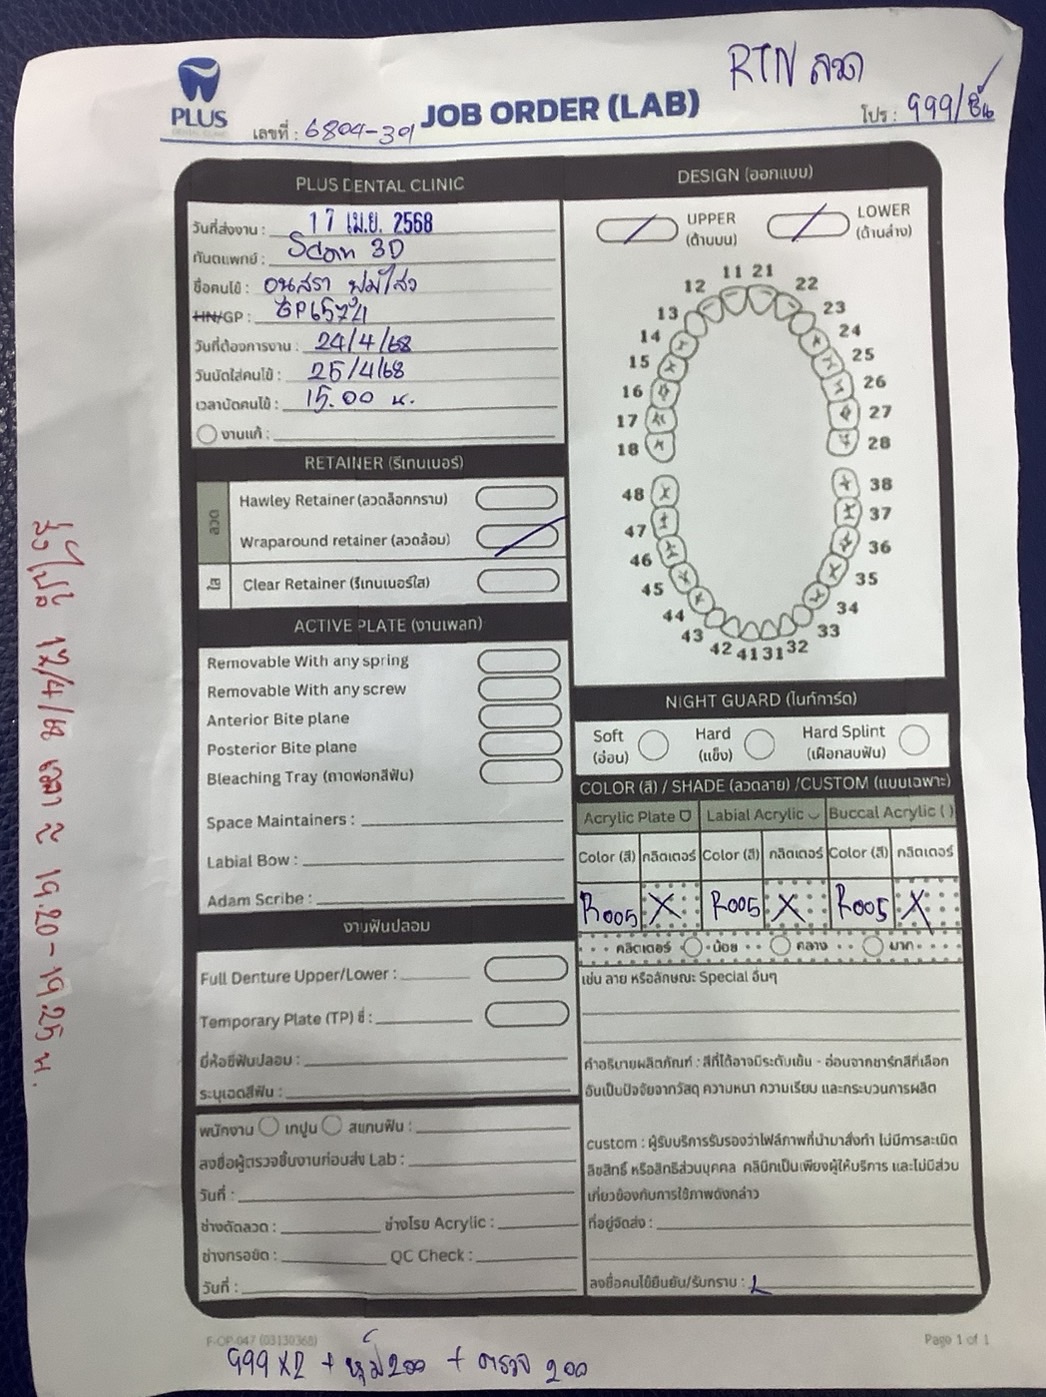 RTN ลวด
PLUS
DENTAL CLINIC
JOB ORDER (LAB)
เลขที่ : 6804-391
โปร : 999/ชิ้น
PLUS DENTAL CLINIC
วันที่ส่งงาน : 17 เม.ย. 2568
ทันตแพทย์ : Scan 3D
ชื่อคนไข้ :
HN/GP : GP6574
วันที่ต้องการงาน : 24/4/68
วันนัดใส่คนไข้ : 25/4/68
เวลานัดคนไข้ : 15.00 น.
งานแก้ :
RETAINER (รีเทนเนอร์)
ลวด
Hawley Retainer (ลวดล็อกกราม)
Wraparound retainer (ลวดล้อม)
ใส
Clear Retainer (รีเทนเนอร์ใส)
ACTIVE PLATE (งานเพลท)
Removable With any spring
Removable With any screw
Anterior Bite plane
Posterior Bite plane
Bleaching Tray (ถาดฟอกสีฟัน)
Space Maintainers :
Labial Bow :
Adam Scribe :
งานฟันปลอม
Full Denture Upper/Lower :
Temporary Plate (TP) ซี่ :
ยี่ห้อซี่ฟันปลอม :
ระบุเฉดสีฟัน :
พนักงาน เทปูน สแกนฟัน :
ลงชื่อผู้ตรวจชิ้นงานก่อนส่ง Lab :
วันที่ :
ช่างดัดลวด : ช่างโรย Acrylic :
ช่างกรอขัด : QC Check :
วันที่ :
DESIGN (ออกแบบ)
UPPER (ด้านบน)
LOWER (ด้านล่าง)
11 21
12 22
13 23
14 24
15 25
16 26
17 27
18 28
48 38
47 37
46 36
45 35
44 34
43 33
42 41 31 32
NIGHT GUARD (ไนท์การ์ด)
Soft (อ่อน)
Hard (แข็ง)
Hard Splint (เฝือกสบฟัน)
COLOR (สี) / SHADE (ลวดลาย) /CUSTOM (แบบเฉพาะ)
Acrylic Plate Labial Acrylic Buccal Acrylic ( )
Color (สี) กลิตเตอร์ Color (สี) กลิตเตอร์ Color (สี) กลิตเตอร์
R005 X R005 X R005 X
กลิตเตอร์ น้อย กลาง มาก
เช่น ลาย หรือลักษณะ Special อื่นๆ
คำอธิบายผลิตภัณฑ์ : สีที่ได้อาจมีระดับเข้ม - อ่อนจากชาร์ทสีที่เลือก
อันเป็นปัจจัยจากวัสดุ ความหนา ความเรียบ และกระบวนการผลิต
custom : ผู้รับบริการรับรองว่าไฟล์ภาพที่นำมาสั่งทำ ไม่มีการละเมิด
ลิขสิทธิ์ หรือสิทธิส่วนบุคคล คลินิกเป็นเพียงผู้ให้บริการ และไม่มีส่วน
เกี่ยวข้องกับการใช้ภาพดังกล่าว
ที่อยู่จัดส่ง :
ลงชื่อคนไข้ยืนยัน/รับทราบ :
F-OP-047 (03130368)
Page 1 of 1
999 x 2 + หุ้ม 200 + ตรวจ 200
17/4/68 เวลา ≈ 19.20-19.25 น.